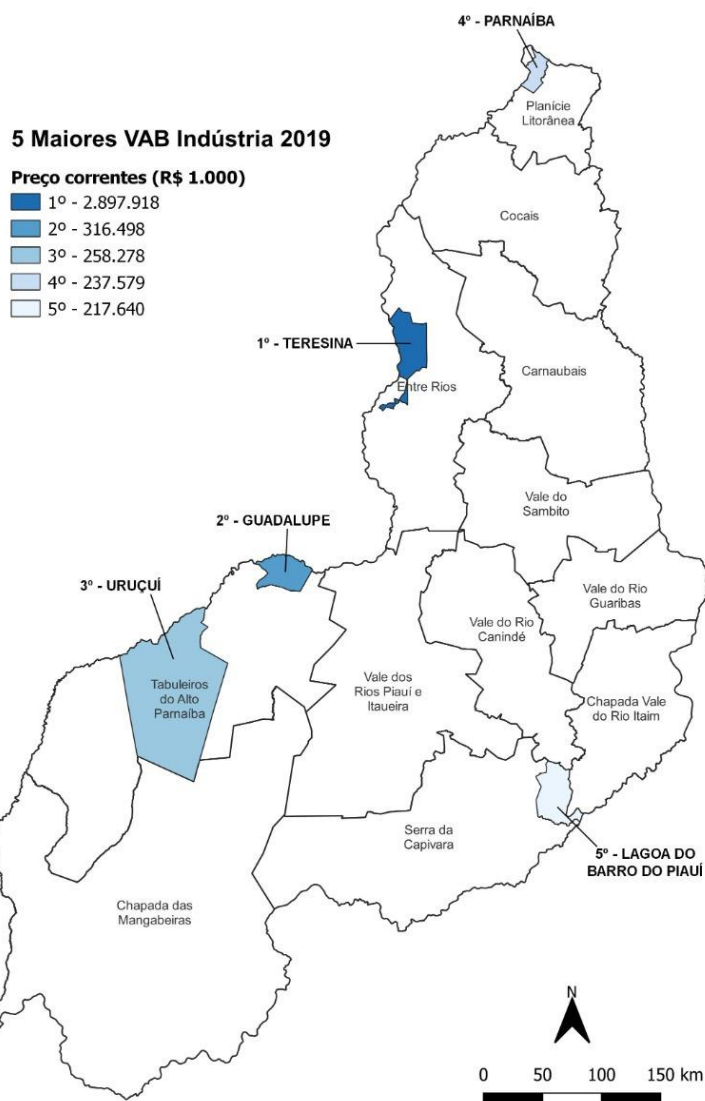 4º - PARNAÍBA
Planície
Litorânea
5 Maiores VAB Indústria 2019
Preço correntes (R$ 1.000)
1º - 2.897.918
2º - 316.498
3º - 258.278
4º - 237.579
5º - 217.640
Cocais
1º - TERESINA
Entre Rios
Carnaubais
Vale do
Sambito
2º - GUADALUPE
3º - URUÇUÍ
Vale do Rio
Guaribas
Vale do Rio
Canindé
Tabuleiros
do Alto
Parnaíba
Vale dos
Rios Piauí e
Itaueira
Chapada Vale
do Rio Itaim
Serra da
Capivara
5º - LAGOA DO
BARRO DO PIAUÍ
Chapada das
Mangabeiras
N
0 50 100 150 km